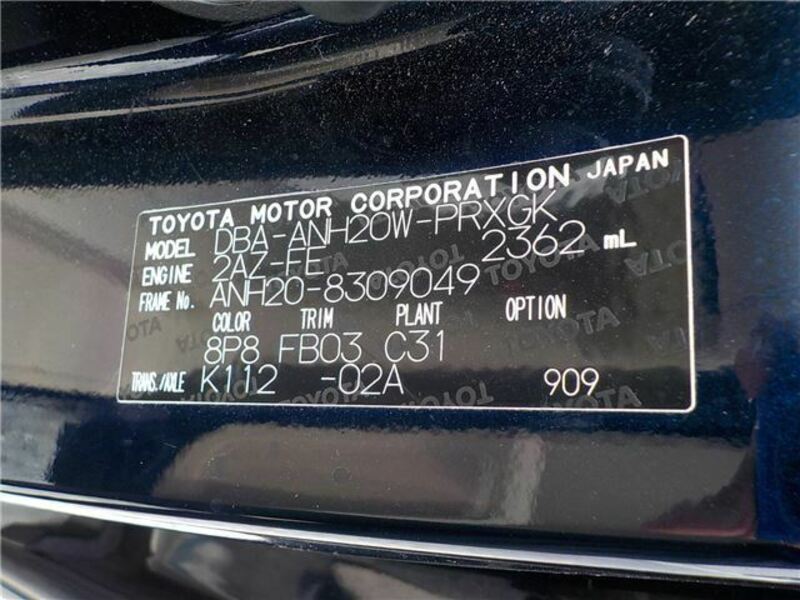 TOYOTA MOTOR CORPORATION JAPAN
MODEL DBA-ANH20W-PRXGK
ENGINE 2AZ-FE 2362 mL
FRAME No. ANH20-8309049
COLOR TRIM PLANT OPTION
8P8 FB03 C31
TRANS./AXLE K112 -02A 909